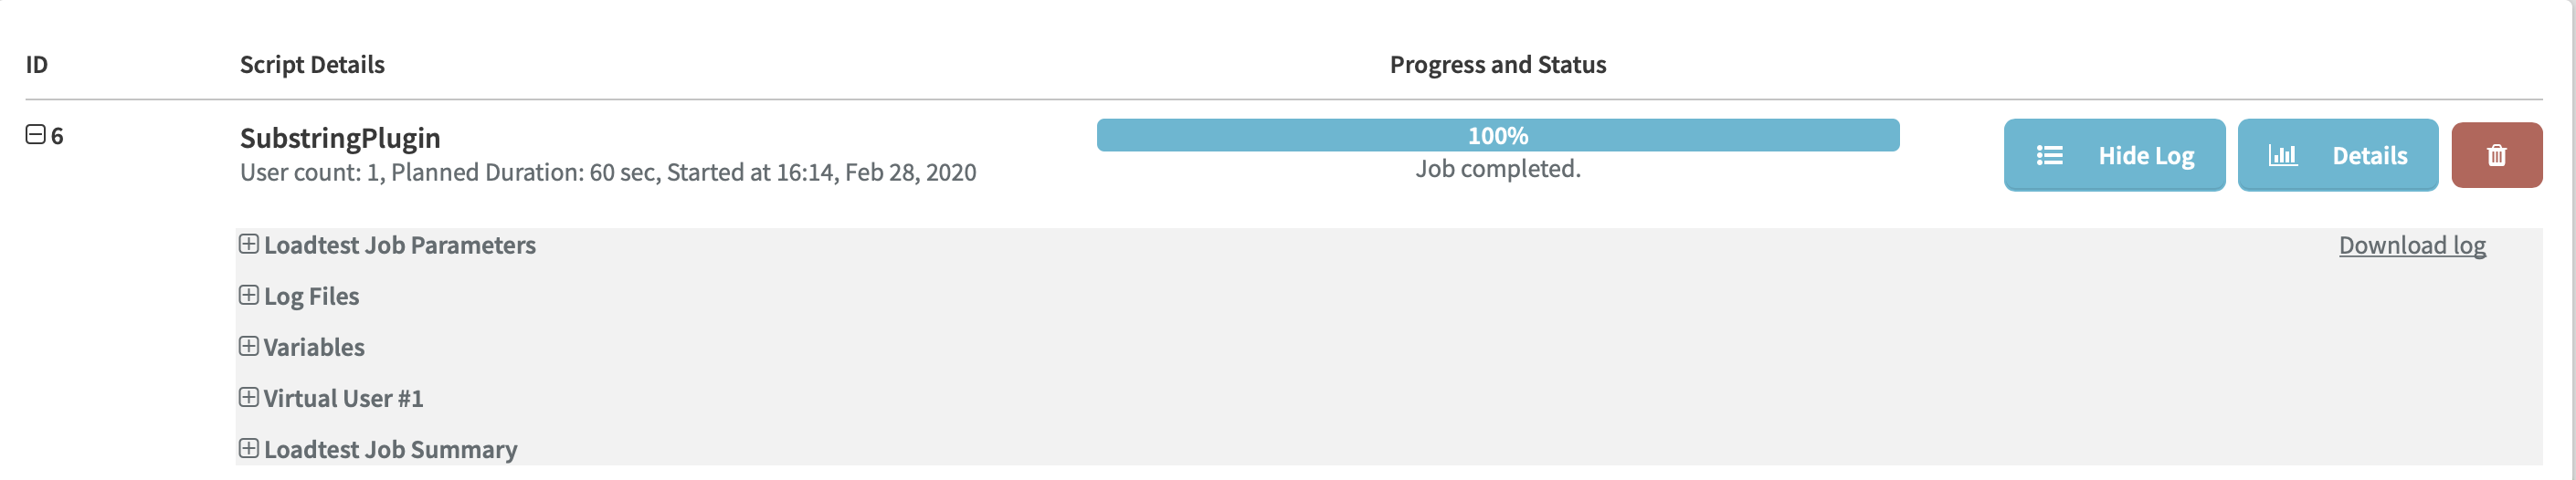 ID Script Details Progress and Status
6 SubstringPlugin 100% Hide Log Details
User count: 1, Planned Duration: 60 sec, Started at 16:14, Feb 28, 2020 Job completed.
Loadtest Job Parameters Download log
Log Files
Variables
Virtual User #1
Loadtest Job Summary